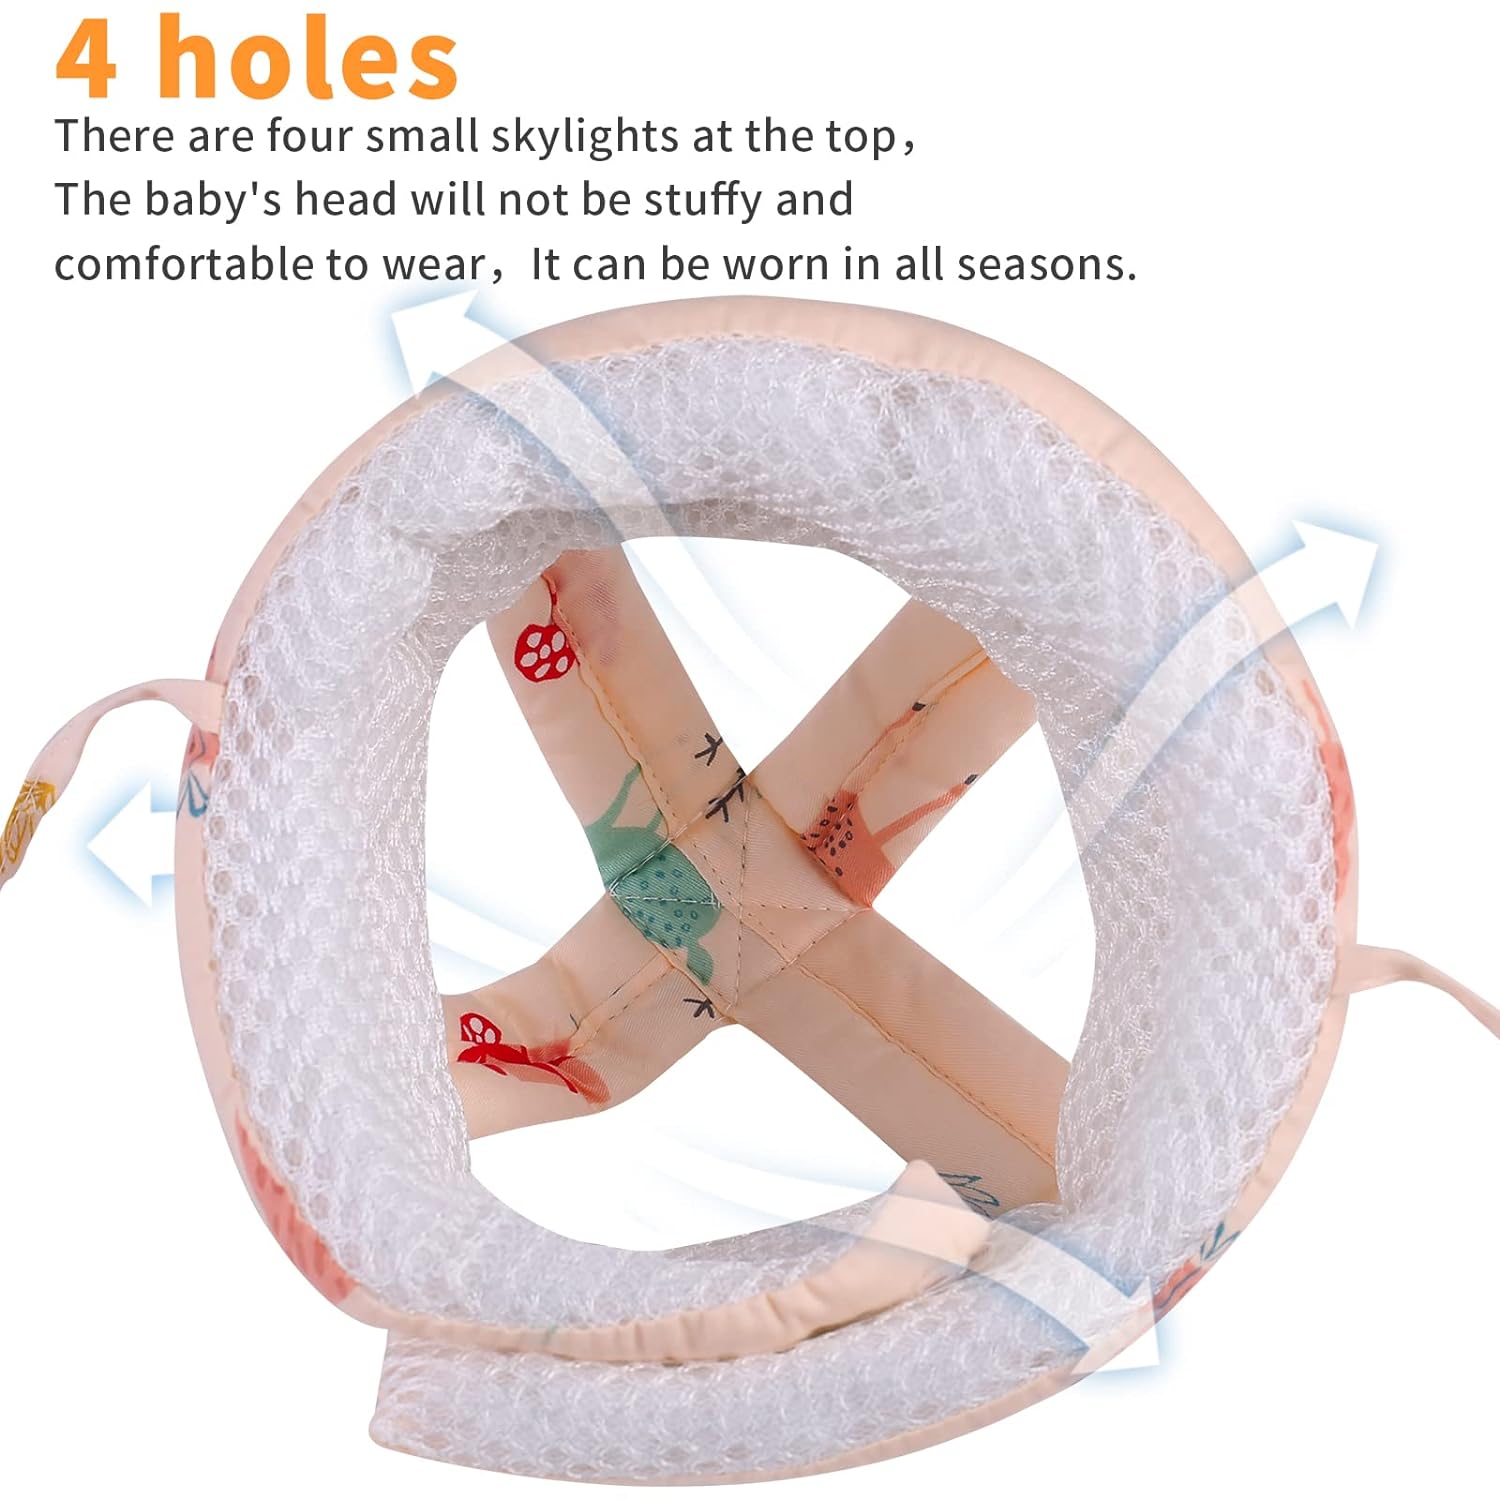 4 holes
There are four small skylights at the top，
The baby's head will not be stuffy and
comfortable to wear，It can be worn in all seasons.